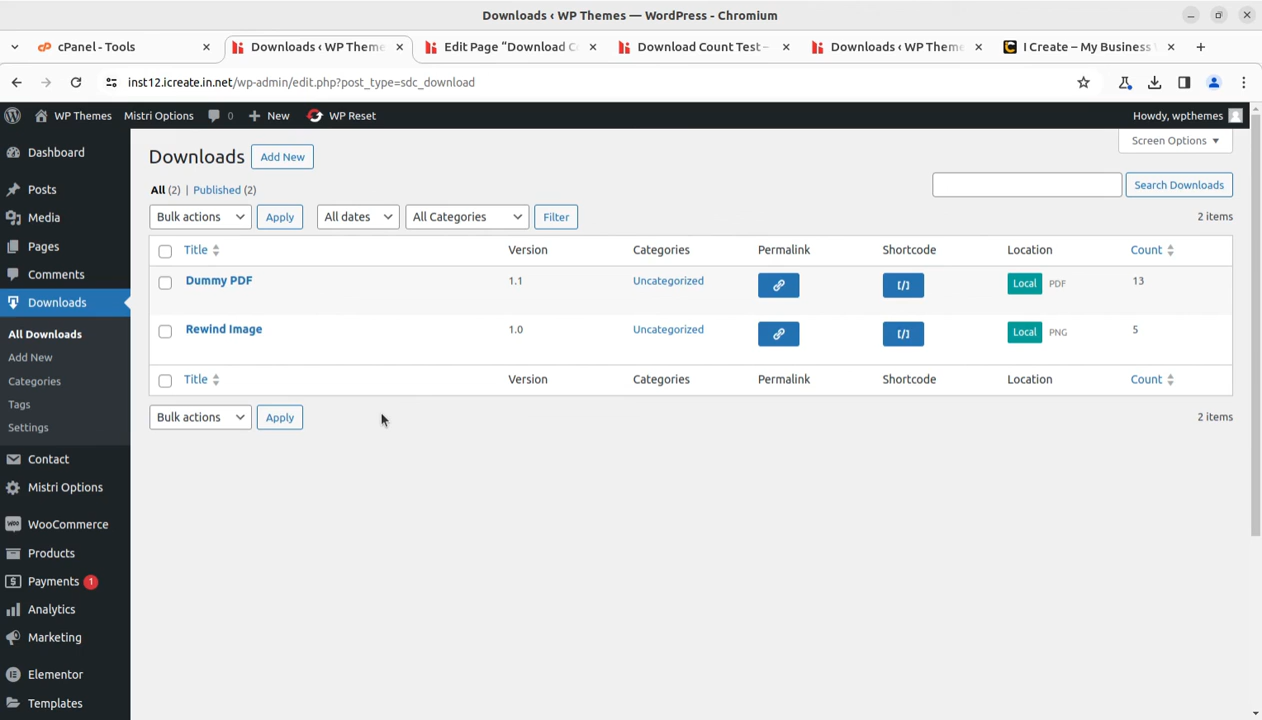 Downloads ‹ WP Themes — WordPress - Chromium
cPanel - Tools
Downloads ‹ WP Theme
Edit Page “Download C
Download Count Test –
Downloads ‹ WP Theme
I Create – My Business
inst12.icreate.in.net/wp-admin/edit.php?post_type=sdc_download
WP Themes
Mistri Options
0
New
WP Reset
Howdy, wpthemes
Screen Options
Dashboard
Posts
Media
Pages
Comments
Downloads
All Downloads
Add New
Categories
Tags
Settings
Contact
Mistri Options
WooCommerce
Products
Payments 1
Analytics
Marketing
Elementor
Templates
Downloads
Add New
All (2) | Published (2)
Search Downloads
Bulk actions
Apply
All dates
All Categories
Filter
2 items
Title Version Categories Permalink Shortcode Location Count
Dummy PDF 1.1 Uncategorized [/] Local PDF 13
Rewind Image 1.0 Uncategorized [/] Local PNG 5
Title Version Categories Permalink Shortcode Location Count
Bulk actions
Apply
2 items